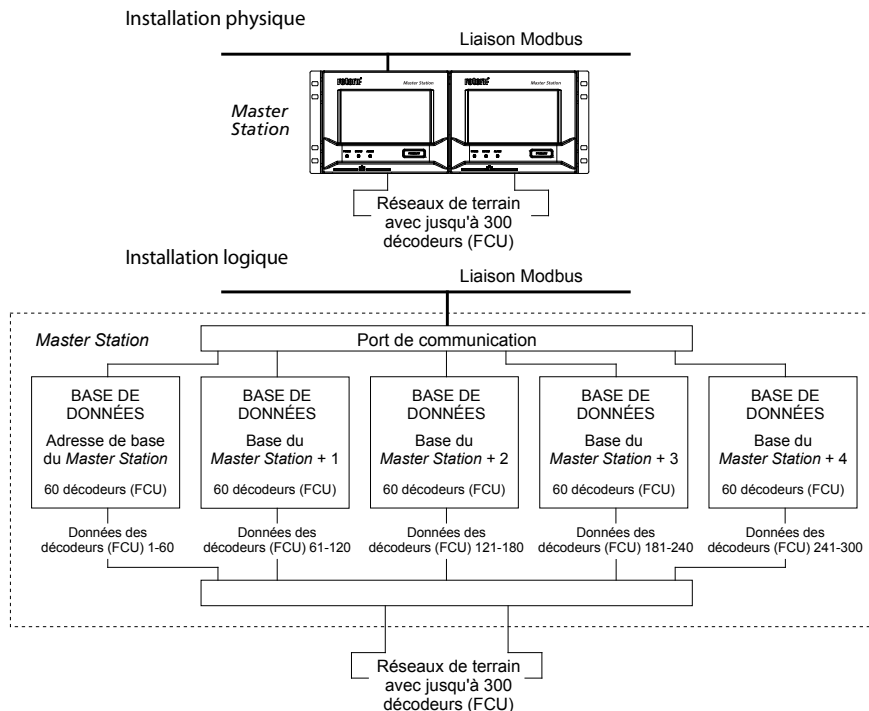 Installation physique
Liaison Modbus
rotork
Master Station
rotork
Master Station
Master
Station
Réseaux de terrain
avec jusqu'à 300
décodeurs (FCU)
Installation logique
Liaison Modbus
Master Station
Port de communication
BASE DE
DONNÉES
Adresse de base
du Master Station
60 décodeurs (FCU)
BASE DE
DONNÉES
Base du
Master Station + 1
60 décodeurs (FCU)
BASE DE
DONNÉES
Base du
Master Station + 2
60 décodeurs (FCU)
BASE DE
DONNÉES
Base du
Master Station + 3
60 décodeurs (FCU)
BASE DE
DONNÉES
Base du
Master Station + 4
60 décodeurs (FCU)
Données des
décodeurs (FCU) 1-60
Données des
décodeurs (FCU) 61-120
Données des
décodeurs (FCU) 121-180
Données des
décodeurs (FCU) 181-240
Données des
décodeurs (FCU) 241-300
Réseaux de terrain
avec jusqu'à 300
décodeurs (FCU)